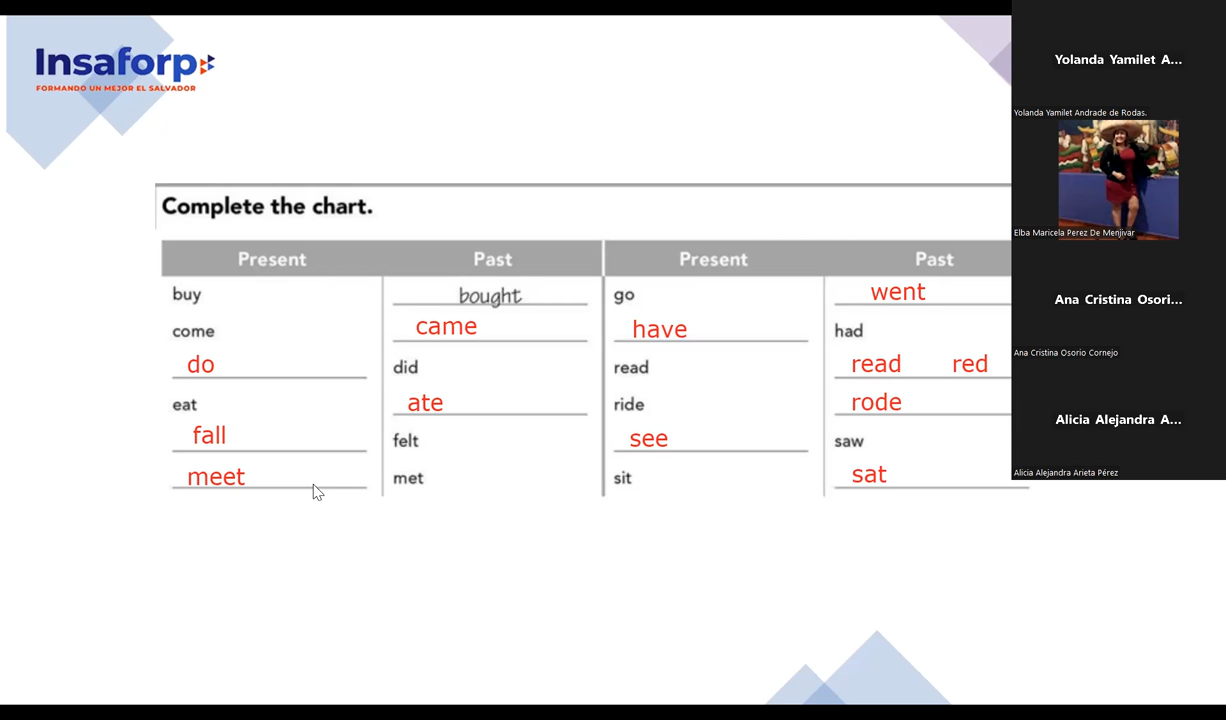 Insaforp
FORMANDO UN MEJOR EL SALVADOR
Complete the chart.
Present Past Present Past
buy bought go went
come came have had
do did read read red
eat ate ride rode
fall felt see saw
meet met sit sat
Yolanda Yamilet A...
Yolanda Yamilet Andrade de Rodas.
Elba Maricela Perez De Menjivar
Ana Cristina Osori...
Ana Cristina Osorio Cornejo
Alicia Alejandra A...
Alicia Alejandra Arieta Pérez